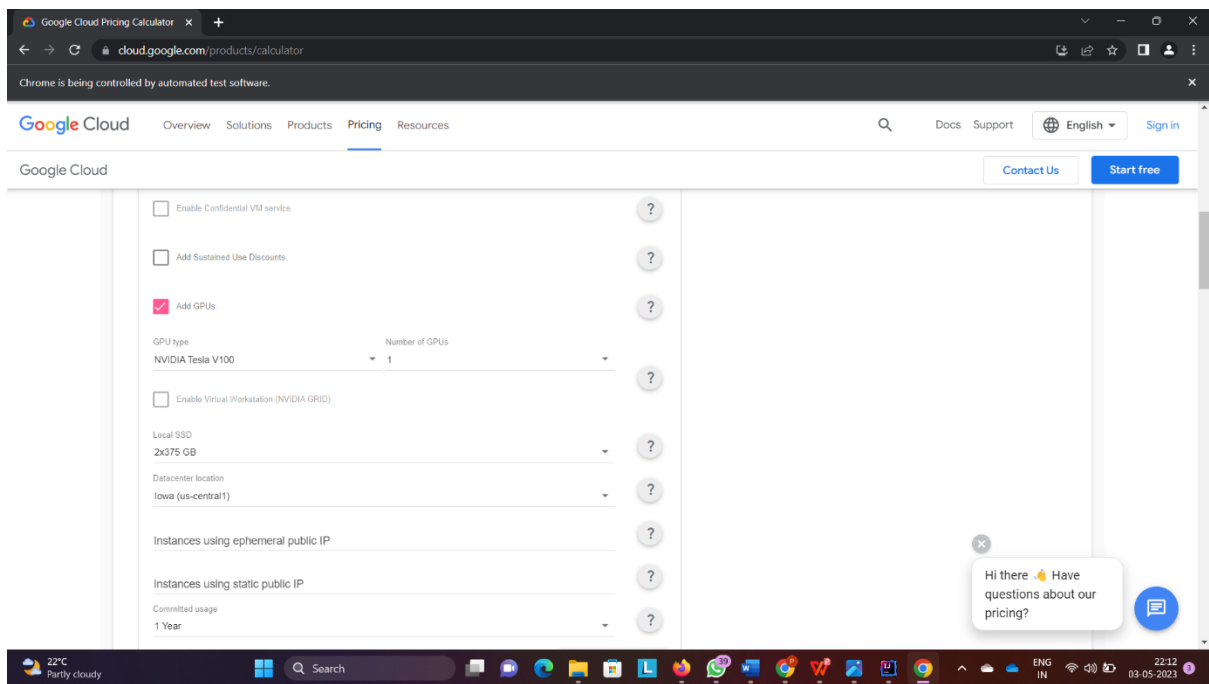 Google Cloud Pricing Calculator
cloud.google.com/products/calculator
Chrome is being controlled by automated test software.
Google Cloud Overview Solutions Products Pricing Resources Docs Support English Sign in
Google Cloud Contact Us Start free
Enable Confidential VM service. ?
Add Sustained Use Discounts. ?
Add GPUs. ?
GPU type Number of GPUs
NVIDIA Tesla V100 1
?
Enable Virtual Workstation (NVIDIA GRID)
Local SSD
2x375 GB ?
Datacenter location
Iowa (us-central1) ?
Instances using ephemeral public IP ?
Instances using static public IP ?
Committed usage
1 Year ?
Hi there 👋 Have
questions about our
pricing?
22°C
Partly cloudy
Search
39
ENG
IN
22:12
03-05-2023
3